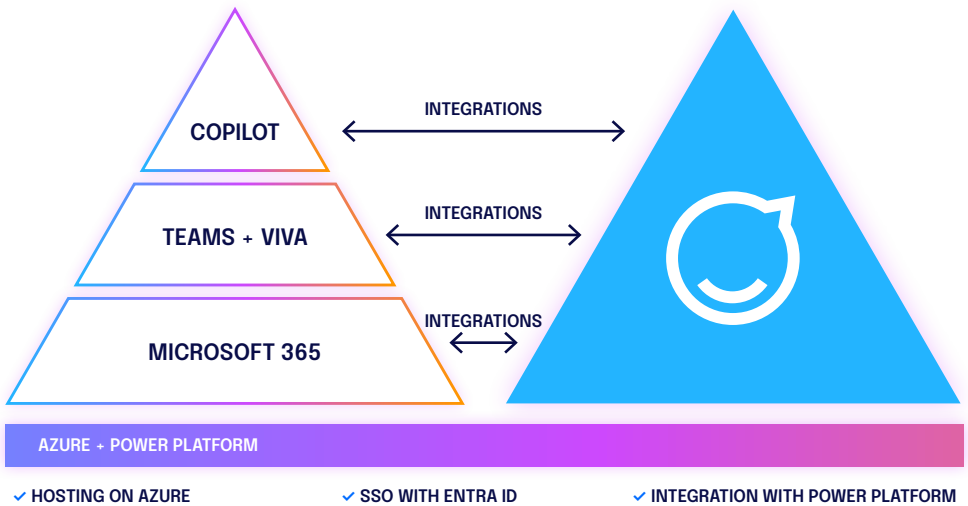 COPILOT
INTEGRATIONS
TEAMS + VIVA
INTEGRATIONS
MICROSOFT 365
INTEGRATIONS
AZURE + POWER PLATFORM
HOSTING ON AZURE
SSO WITH ENTRA ID
INTEGRATION WITH POWER PLATFORM